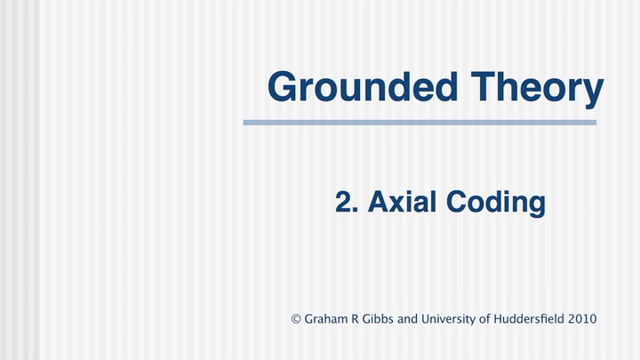 Grounded Theory
2. Axial Coding
© Graham R Gibbs and University of Huddersfield 2010